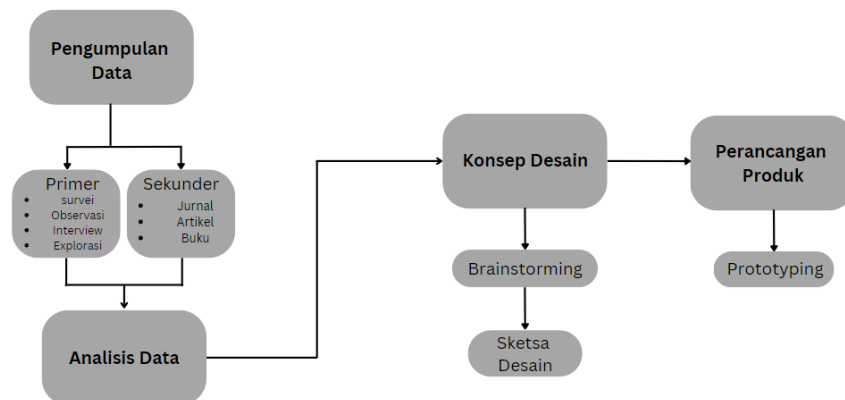 Pengumpulan
Data
Primer
• survei
• Observasi
• Interview
• Explorasi
Sekunder
• Jurnal
• Artikel
• Buku
Analisis Data
Konsep Desain
Brainstorming
Sketsa
Desain
Perancangan
Produk
Prototyping